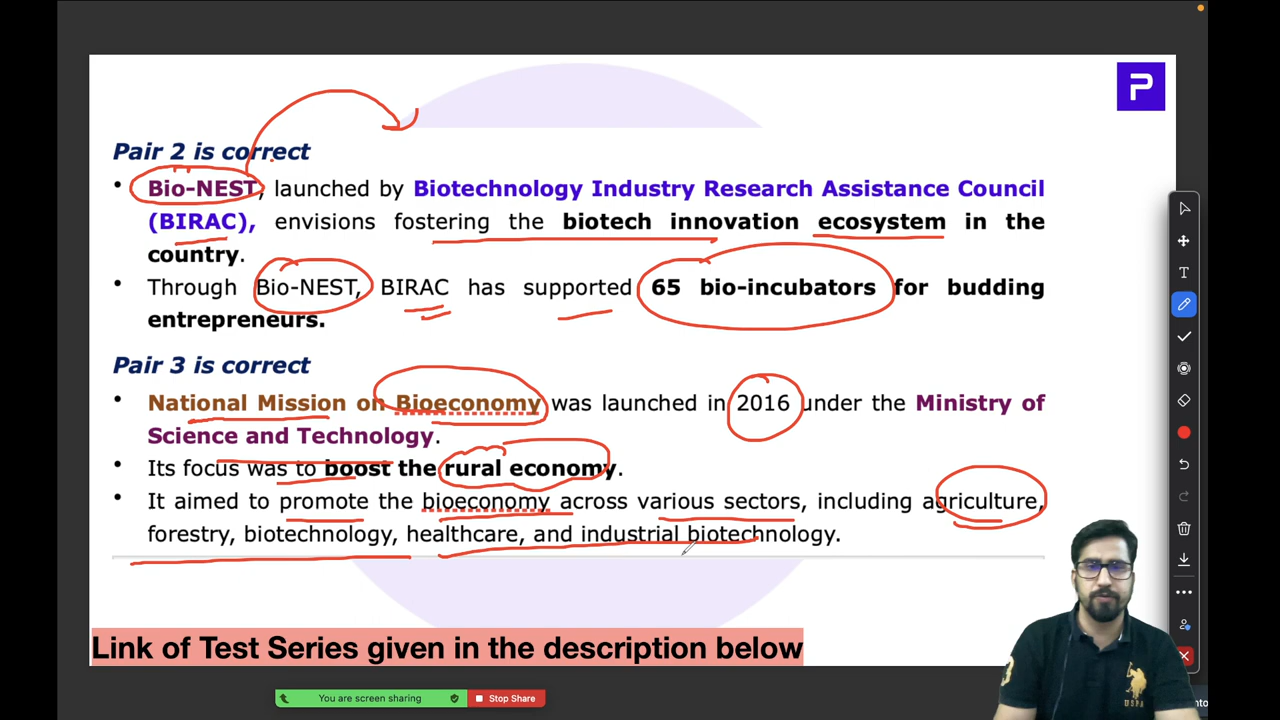 P
Pair 2 is correct
• Bio-NEST, launched by Biotechnology Industry Research Assistance Council
(BIRAC), envisions fostering the biotech innovation ecosystem in the
country.
• Through Bio-NEST, BIRAC has supported 65 bio-incubators for budding
entrepreneurs.
Pair 3 is correct
• National Mission on Bioeconomy was launched in 2016 under the Ministry of
Science and Technology.
• Its focus was to boost the rural economy.
• It aimed to promote the bioeconomy across various sectors, including agriculture,
forestry, biotechnology, healthcare, and industrial biotechnology.
Link of Test Series given in the description below
You are screen sharing
Stop Share
T
3